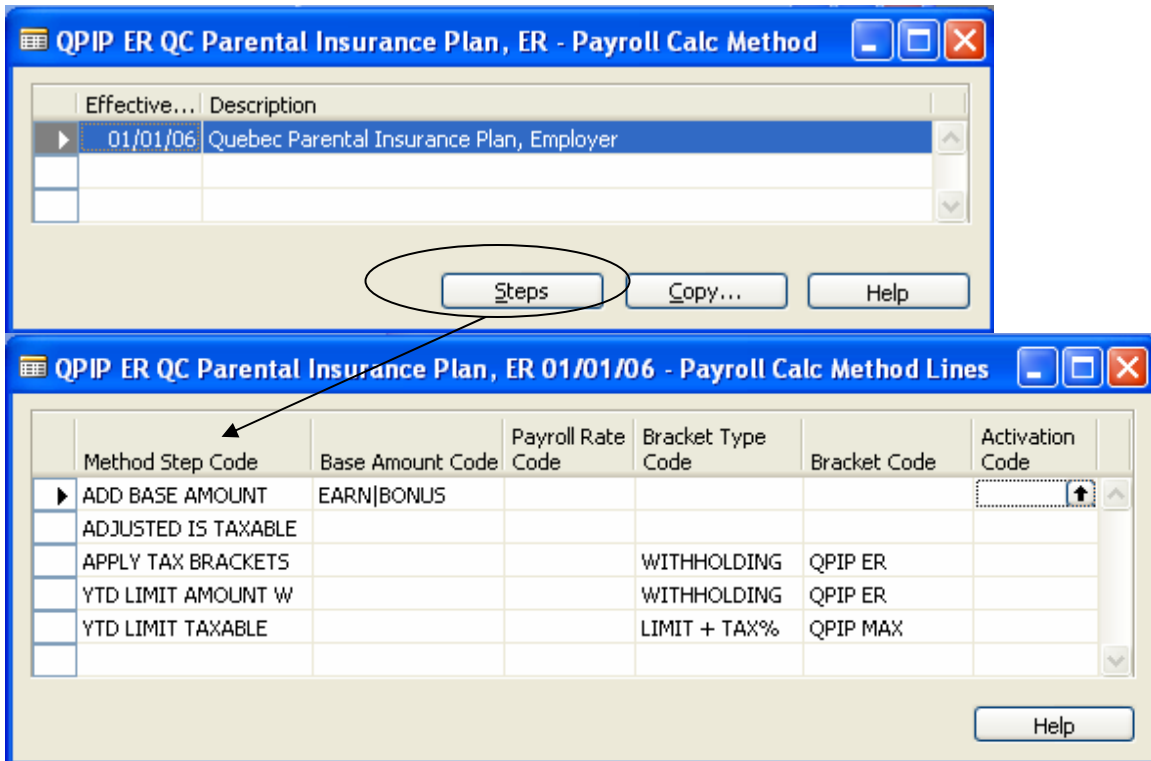 QPIP ER QC Parental Insurance Plan, ER - Payroll Calc Method
Effective... Description
01/01/06 Quebec Parental Insurance Plan, Employer
Steps Copy... Help
QPIP ER QC Parental Insurance Plan, ER 01/01/06 - Payroll Calc Method Lines
Payroll Rate Bracket Type Activation
Method Step Code Base Amount Code Code Code Bracket Code Code
ADD BASE AMOUNT EARN|BONUS
ADJUSTED IS TAXABLE
APPLY TAX BRACKETS WITHHOLDING QPIP ER
YTD LIMIT AMOUNT W WITHHOLDING QPIP ER
YTD LIMIT TAXABLE LIMIT + TAX% QPIP MAX
Help